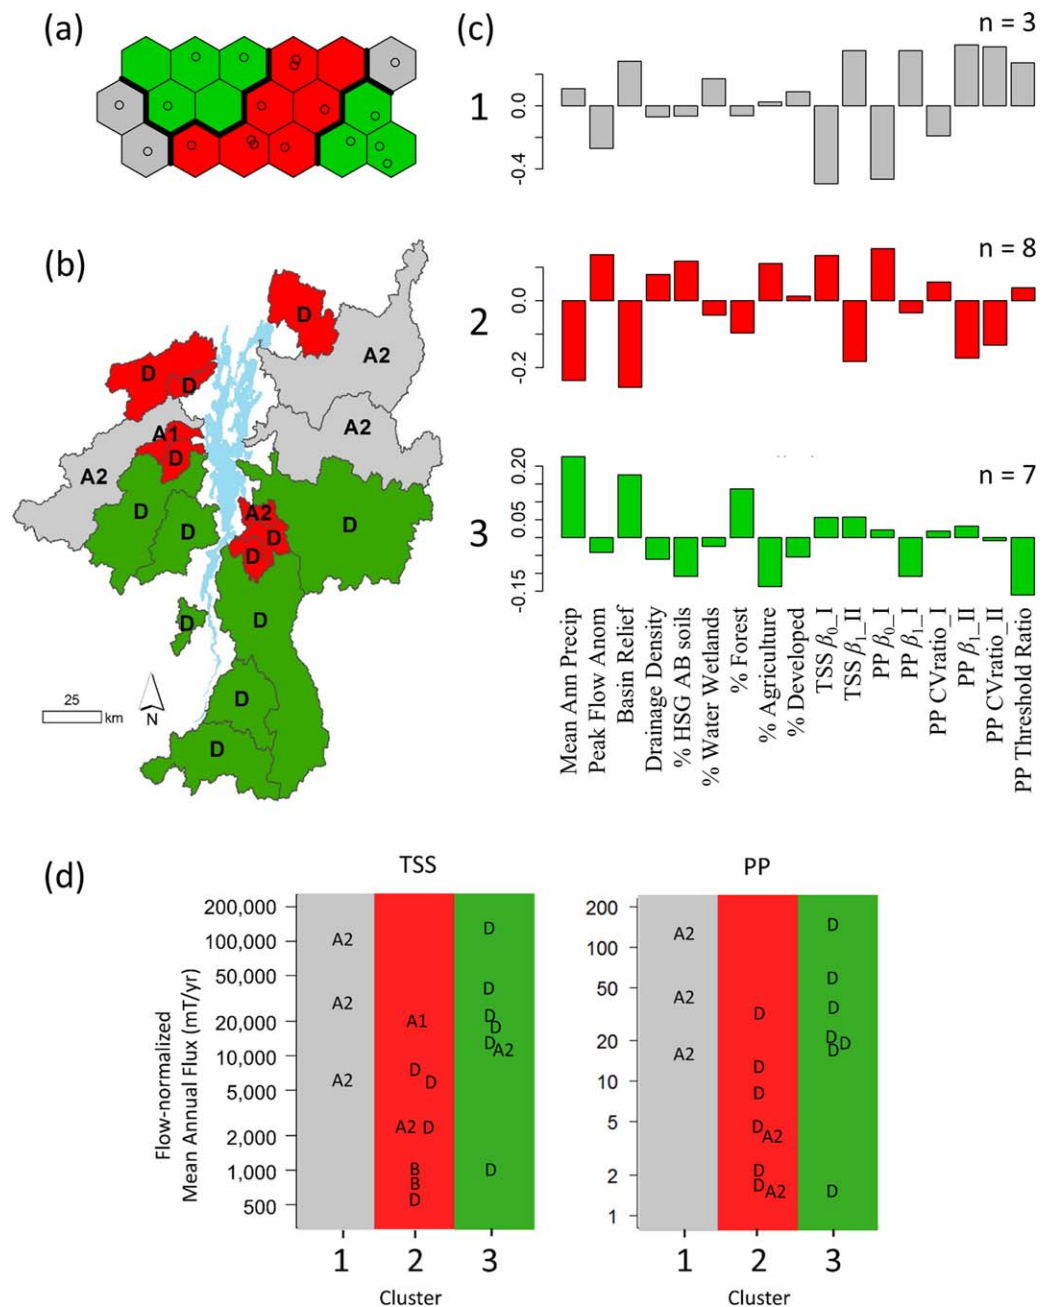 (a)
(c)
n = 3
1
0.0
-0.4
(b)
n = 8
2
0.0
-0.2
n = 7
3
0.20
0.05
-0.15
Mean Ann Precip
Peak Flow Anom
Basin Relief
Drainage Density
% HSG AB soils
% Water Wetlands
% Forest
% Agriculture
% Developed
TSS β0_I
TSS β1_II
PP β0_I
PP β1_I
PP CVratio_I
PP β1_II
PP CVratio_II
PP Threshold Ratio
D
A2
D
D
A1
A2
A2
D
D
D
A2
D
D
D
D
D
D
D
25
km
N
(d)
TSS
PP
Flow-normalized
Mean Annual Flux (mT/yr)
200,000
100,000
50,000
20,000
10,000
5,000
2,000
1,000
500
A2
A2
A2
A1
D
D
A2 D
B
B
D
D
D
D
D
D
A2
D
1 2 3
Cluster
200
100
50
20
10
5
2
1
A2
A2
A2
D
D
D
D
A2
D
D A2
D
D
D
D
D
D
D
1 2 3
Cluster